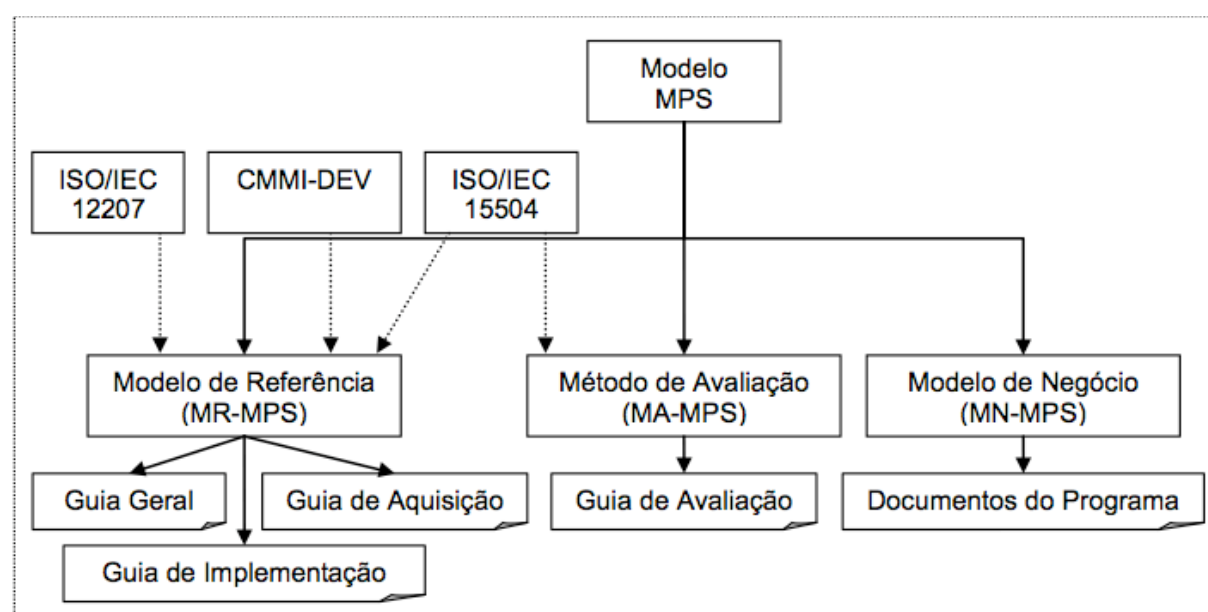 Modelo
MPS
ISO/IEC
12207
CMMI-DEV
ISO/IEC
15504
Modelo de Referência
(MR-MPS)
Método de Avaliação
(MA-MPS)
Modelo de Negócio
(MN-MPS)
Guia Geral
Guia de Aquisição
Guia de Avaliação
Documentos do Programa
Guia de Implementação